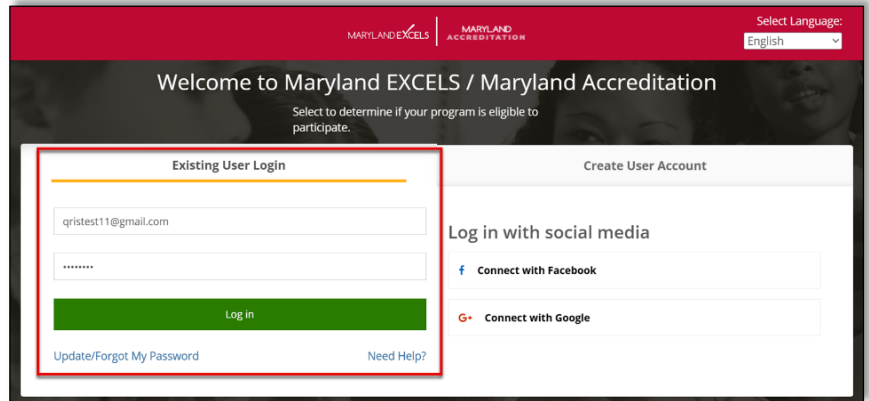 MARYLAND EXCELS
MARYLAND
ACCREDITATION
Select Language:
English
Welcome to Maryland EXCELS / Maryland Accreditation
Select to determine if your program is eligible to
participate.
Existing User Login
Create User Account
qristest11@gmail.com
Log in with social media
........
f Connect with Facebook
Log in
G+ Connect with Google
Update/Forgot My Password
Need Help?